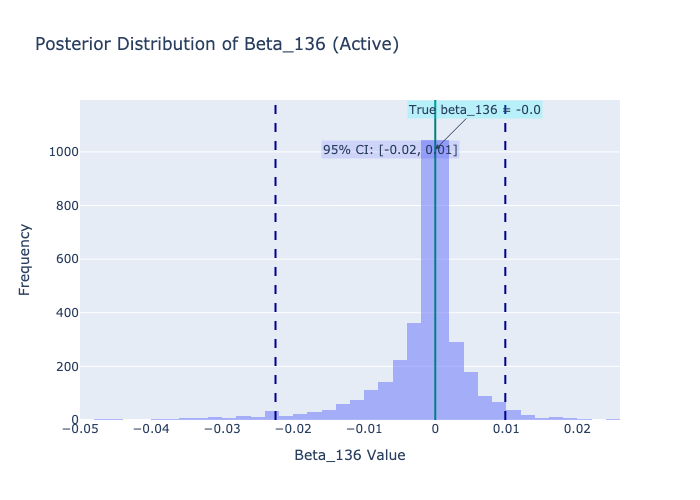 Posterior Distribution of Beta_136 (Active)
True beta_136 = -0.0
95% CI: [-0.02, 0.01]
1000
800
600
400
200
0
Frequency
−0.05 −0.04 −0.03 −0.02 −0.01 0 0.01 0.02
Beta_136 Value